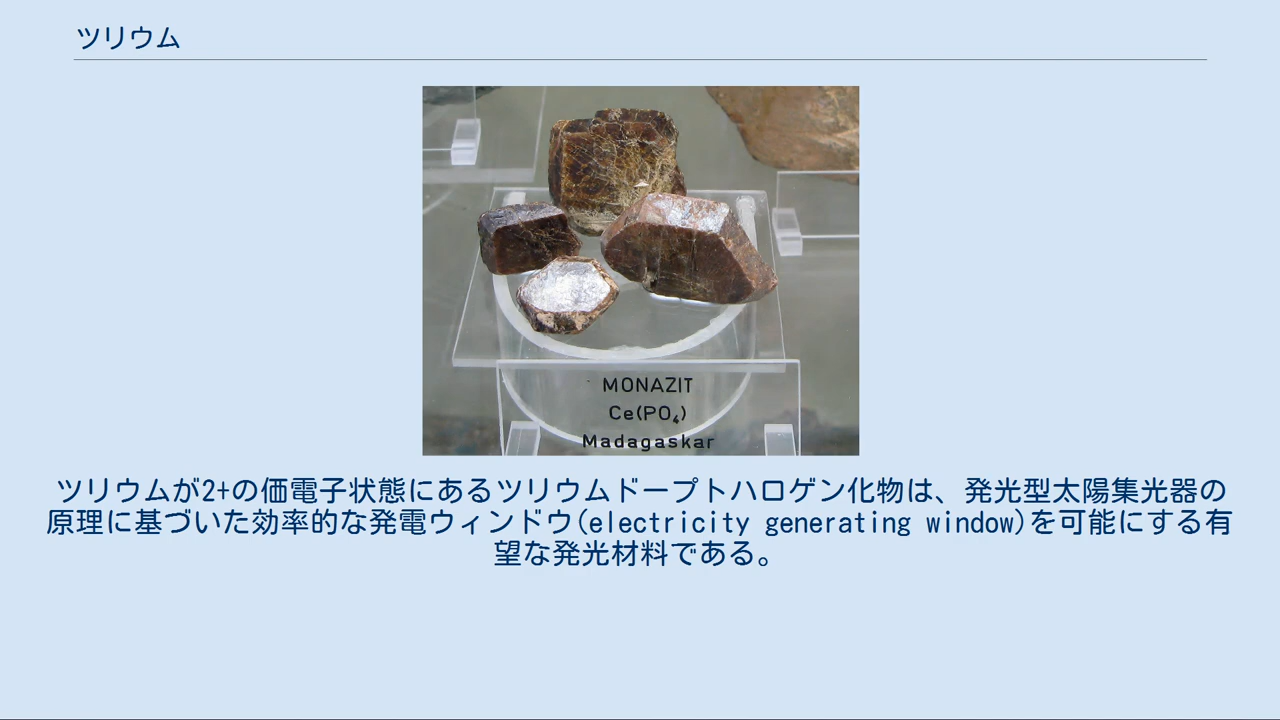 ツリウム
MONAZIT
Ce(PO₄)
Madagaskar
ツリウムが2+の価電子状態にあるツリウムドープトハロゲン化物は、発光型太陽集光器の
原理に基づいた効率的な発電ウィンドウ(electricity generating window)を可能にする有
望な発光材料である。